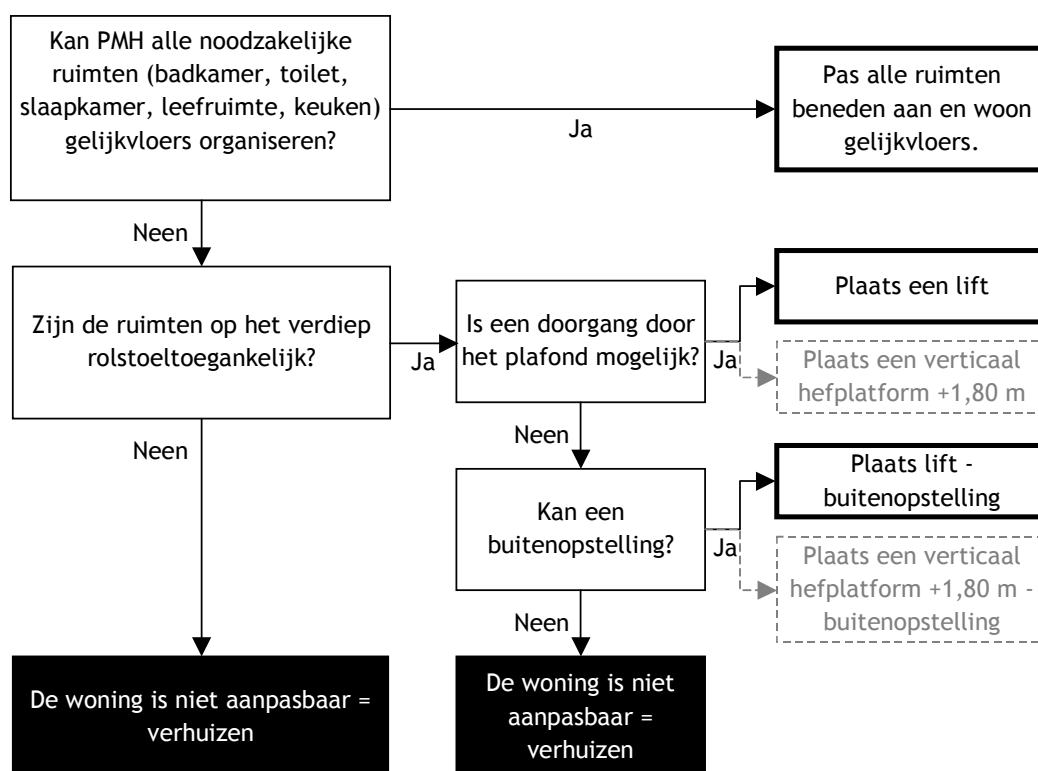 Kan PMH alle noodzakelijke
ruimten (badkamer, toilet,
slaapkamer, leefruimte, keuken)
gelijkvloers organiseren?
Ja
Pas alle ruimten
beneden aan en woon
gelijkvloers.
Neen
Zijn de ruimten op het verdiep
rolstoeltoegankelijk?
Ja
Is een doorgang door
het plafond mogelijk?
Ja
Plaats een lift
Plaats een verticaal
hefplatform +1,80 m
Neen
Neen
Kan een
buitenopstelling?
Ja
Plaats lift -
buitenopstelling
Plaats een verticaal
hefplatform +1,80 m -
buitenopstelling
Neen
De woning is niet aanpasbaar =
verhuizen
De woning is niet
aanpasbaar =
verhuizen